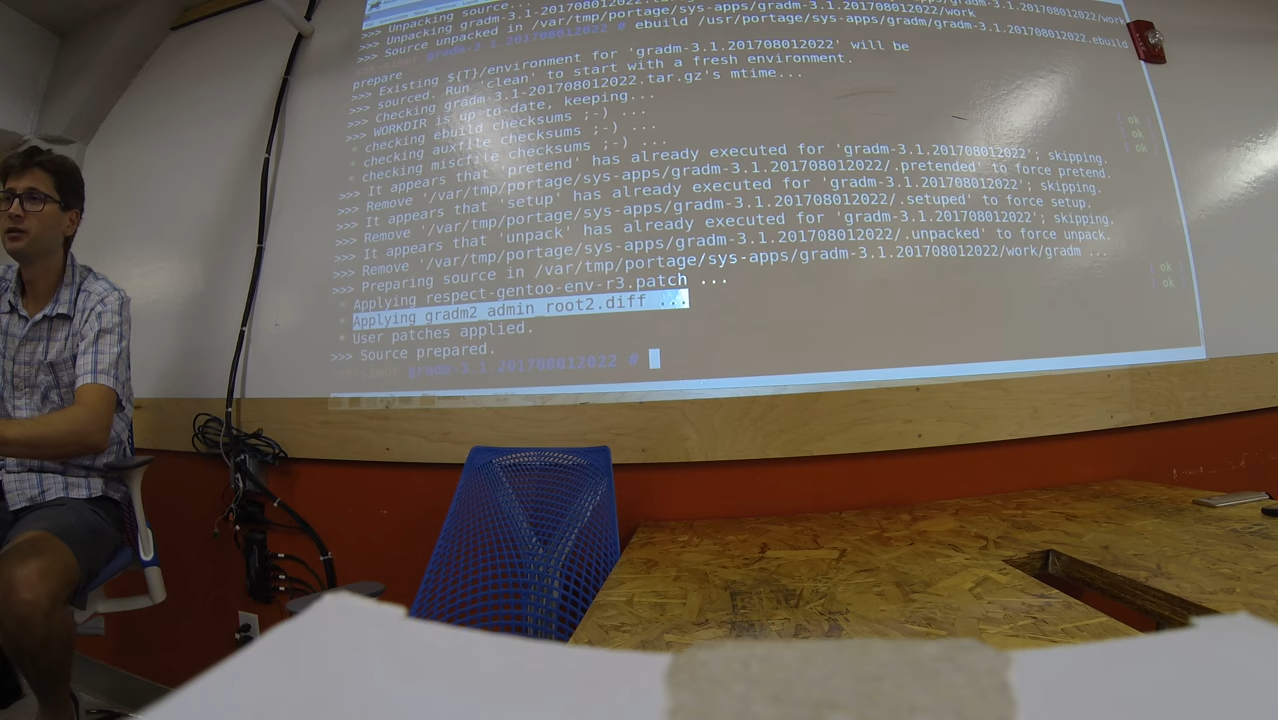 >>> Unpacking source...
>>> Unpacking gradm-3.1-201708012022.tar.gz /var/tmp/portage/sys-apps/gradm-3.1.201708012022/work
>>> Source unpacked in /var/tmp/portage/sys-apps/gradm-3.1.201708012022/work
gradm-3.1.201708012022 # ebuild /usr/portage/sys-apps/gradm/gradm-3.1.201708012022.ebuild
prepare
>>> Existing ${T}/environment for 'gradm-3.1.201708012022' will be
>>> sourced. Run 'clean' to start with a fresh environment.
>>> Checking gradm-3.1-201708012022.tar.gz's mtime...
>>> WORKDIR is up-to-date, keeping...
* checking ebuild checksums ;-) ... [ ok ]
* checking auxfile checksums ;-) ... [ ok ]
* checking miscfile checksums ;-) ... [ ok ]
>>> It appears that 'pretend' has already executed for 'gradm-3.1.201708012022'; skipping.
>>> Remove '/var/tmp/portage/sys-apps/gradm-3.1.201708012022/.pretended' to force pretend.
>>> It appears that 'setup' has already executed for 'gradm-3.1.201708012022'; skipping.
>>> Remove '/var/tmp/portage/sys-apps/gradm-3.1.201708012022/.setuped' to force setup.
>>> It appears that 'unpack' has already executed for 'gradm-3.1.201708012022'; skipping.
>>> Remove '/var/tmp/portage/sys-apps/gradm-3.1.201708012022/.unpacked' to force unpack.
>>> Preparing source in /var/tmp/portage/sys-apps/gradm-3.1.201708012022/work/gradm ...
* Applying respect-gentoo-env-r3.patch ... [ ok ]
* Applying gradm2_admin_root2.diff ... [ ok ]
* User patches applied.
>>> Source prepared.
gradm-3.1.201708012022 #